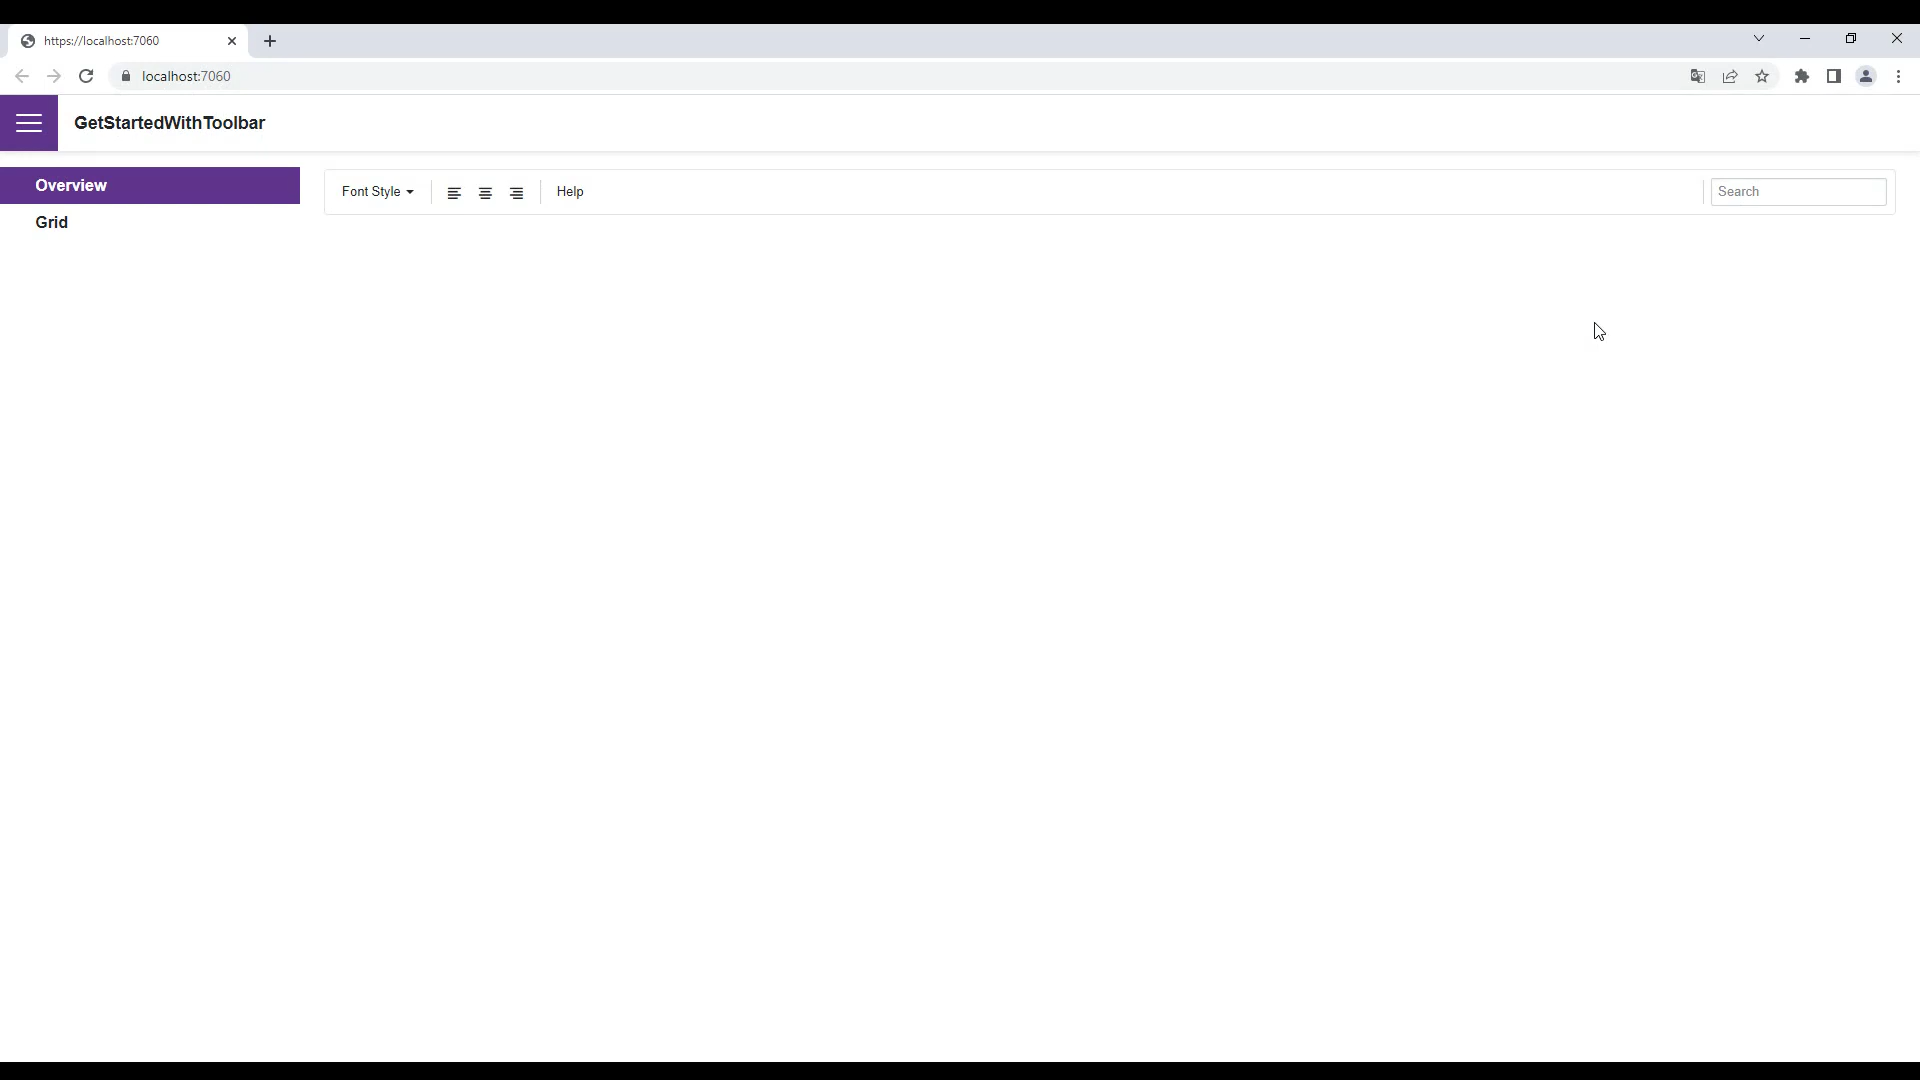 https://localhost:7060
localhost:7060
GetStartedWithToolbar
Overview
Font Style
Help
Search
Grid